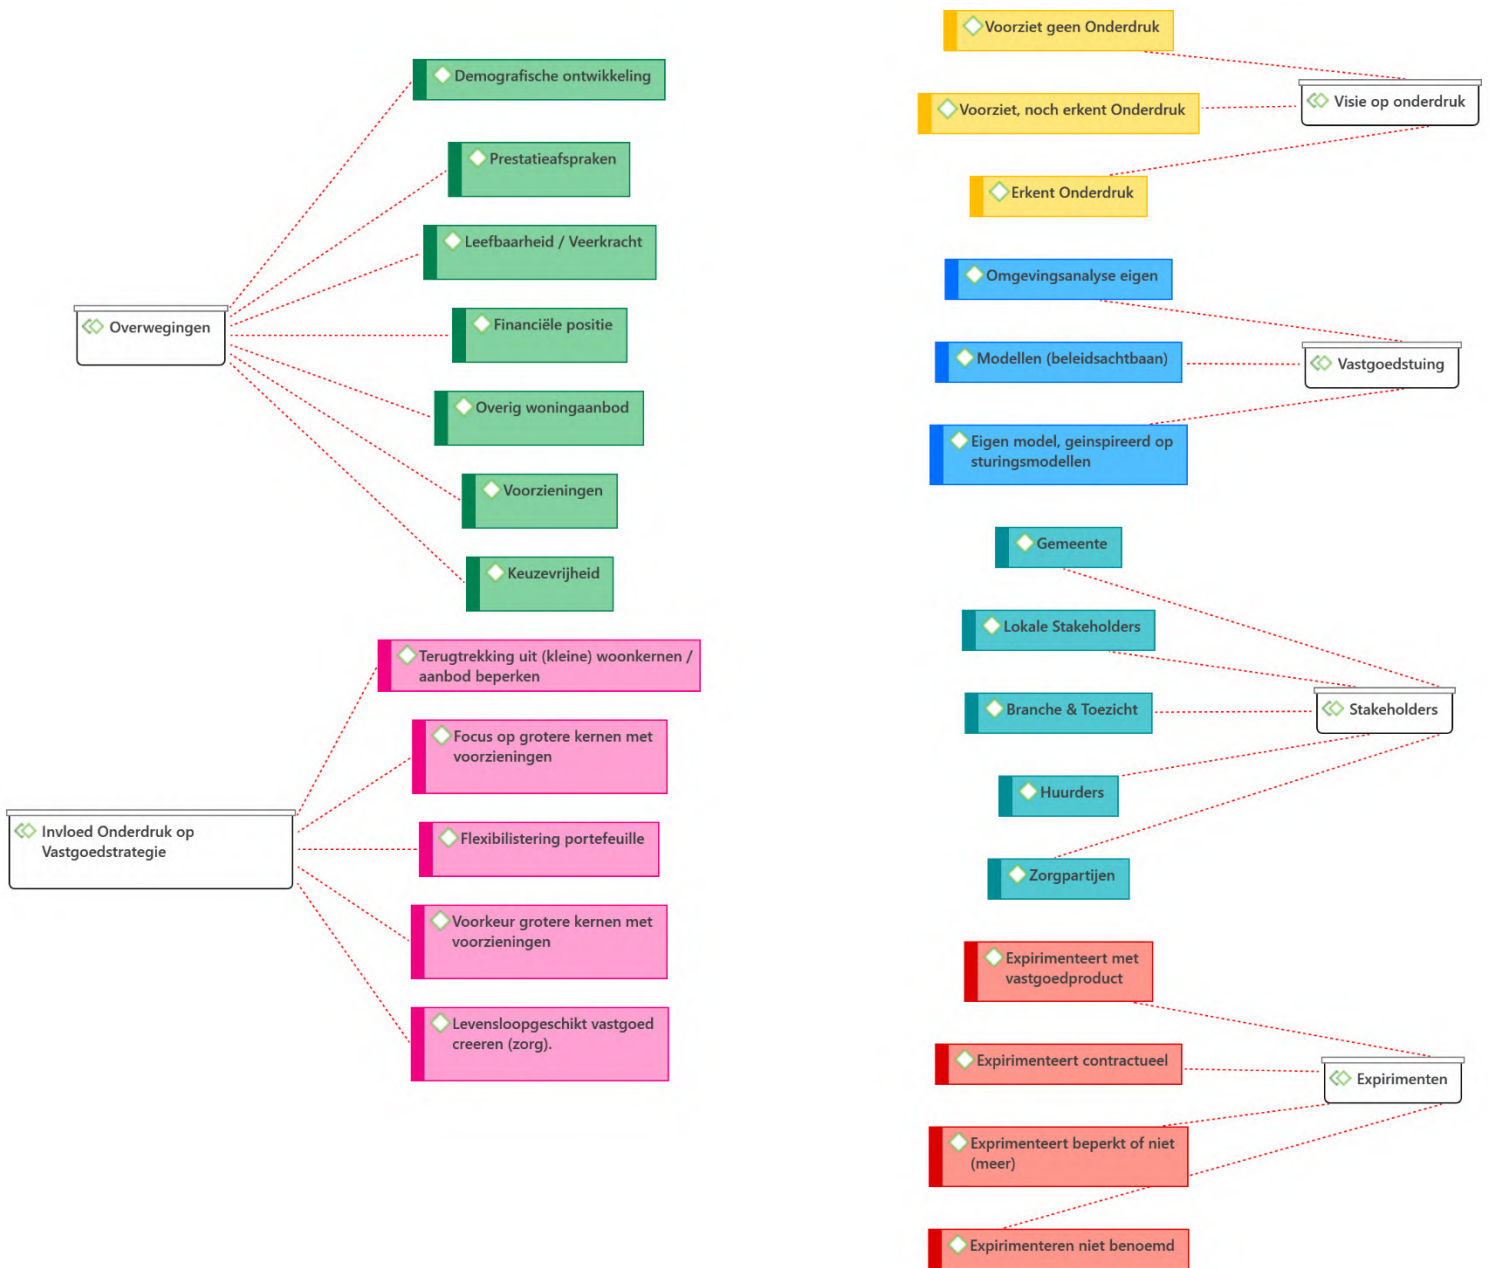 Overwegingen
Demografische ontwikkeling
Prestatieafspraken
Leefbaarheid / Veerkracht
Financiële positie
Overig woningaanbod
Voorzieningen
Keuzevrijheid
Invloed Onderdruk op
Vastgoedstrategie
Terugtrekking uit (kleine) woonkernen /
aanbod beperken
Focus op grotere kernen met
voorzieningen
Flexibilistering portefeuille
Voorkeur grotere kernen met
voorzieningen
Levensloopgeschikt vastgoed
creeren (zorg).
Voorziet geen Onderdruk
Voorziet, noch erkent Onderdruk
Erkent Onderdruk
Visie op onderdruk
Omgevingsanalyse eigen
Modellen (beleidsachtbaan)
Eigen model, geinspireerd op
sturingsmodellen
Vastgoedstuing
Gemeente
Lokale Stakeholders
Branche & Toezicht
Huurders
Zorgpartijen
Stakeholders
Expirimenteert met
vastgoedproduct
Expirimenteert contractueel
Exprimenteert beperkt of niet
(meer)
Expirimenteren niet benoemd
Expirimenten